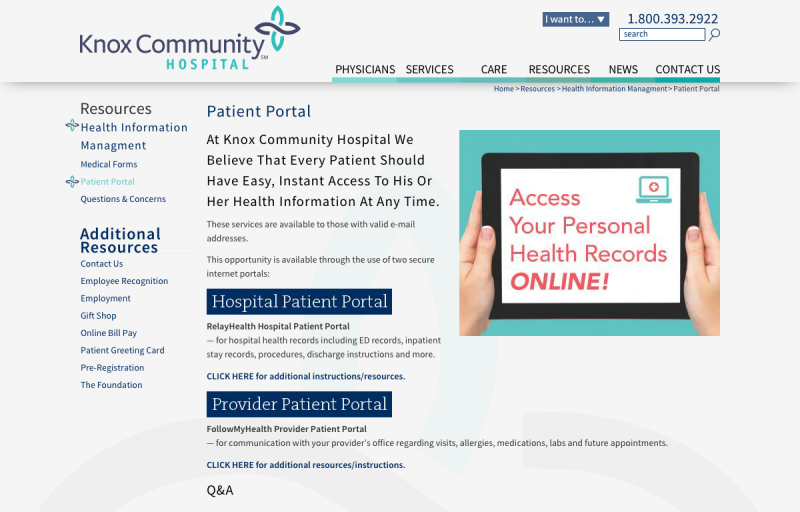 Knox Community
HOSPITAL
SM
I want to... ▼
1.800.393.2922
search
PHYSICIANS SERVICES CARE RESOURCES NEWS CONTACT US
Home > Resources > Health Information Managment > Patient Portal
Resources
Health Information
Managment
Medical Forms
Patient Portal
Questions & Concerns
Additional
Resources
Contact Us
Employee Recognition
Employment
Gift Shop
Online Bill Pay
Patient Greeting Card
Pre-Registration
The Foundation
Patient Portal
At Knox Community Hospital We
Believe That Every Patient Should
Have Easy, Instant Access To His Or
Her Health Information At Any Time.
These services are available to those with valid e-mail
addresses.
This opportunity is available through the use of two secure
internet portals:
Access
Your Personal
Health Records
ONLINE!
Hospital Patient Portal
RelayHealth Hospital Patient Portal
— for hospital health records including ED records, inpatient
stay records, procedures, discharge instructions and more.
CLICK HERE for additional instructions/resources.
Provider Patient Portal
FollowMyHealth Provider Patient Portal
— for communication with your provider's office regarding visits, allergies, medications, labs and future appointments.
CLICK HERE for additional resources/instructions.
Q&A